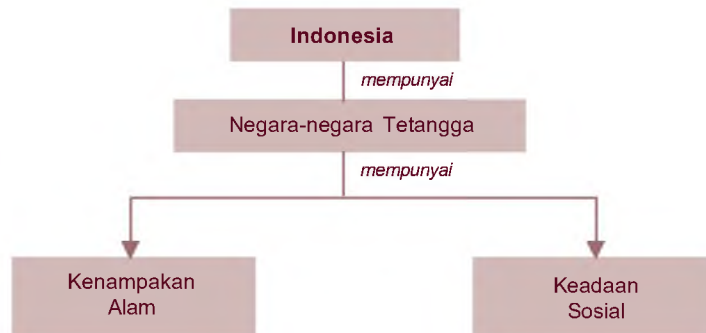 Indonesia
mempunyai
Negara-negara Tetangga
mempunyai
Kenampakan
Alam
Keadaan
Sosial